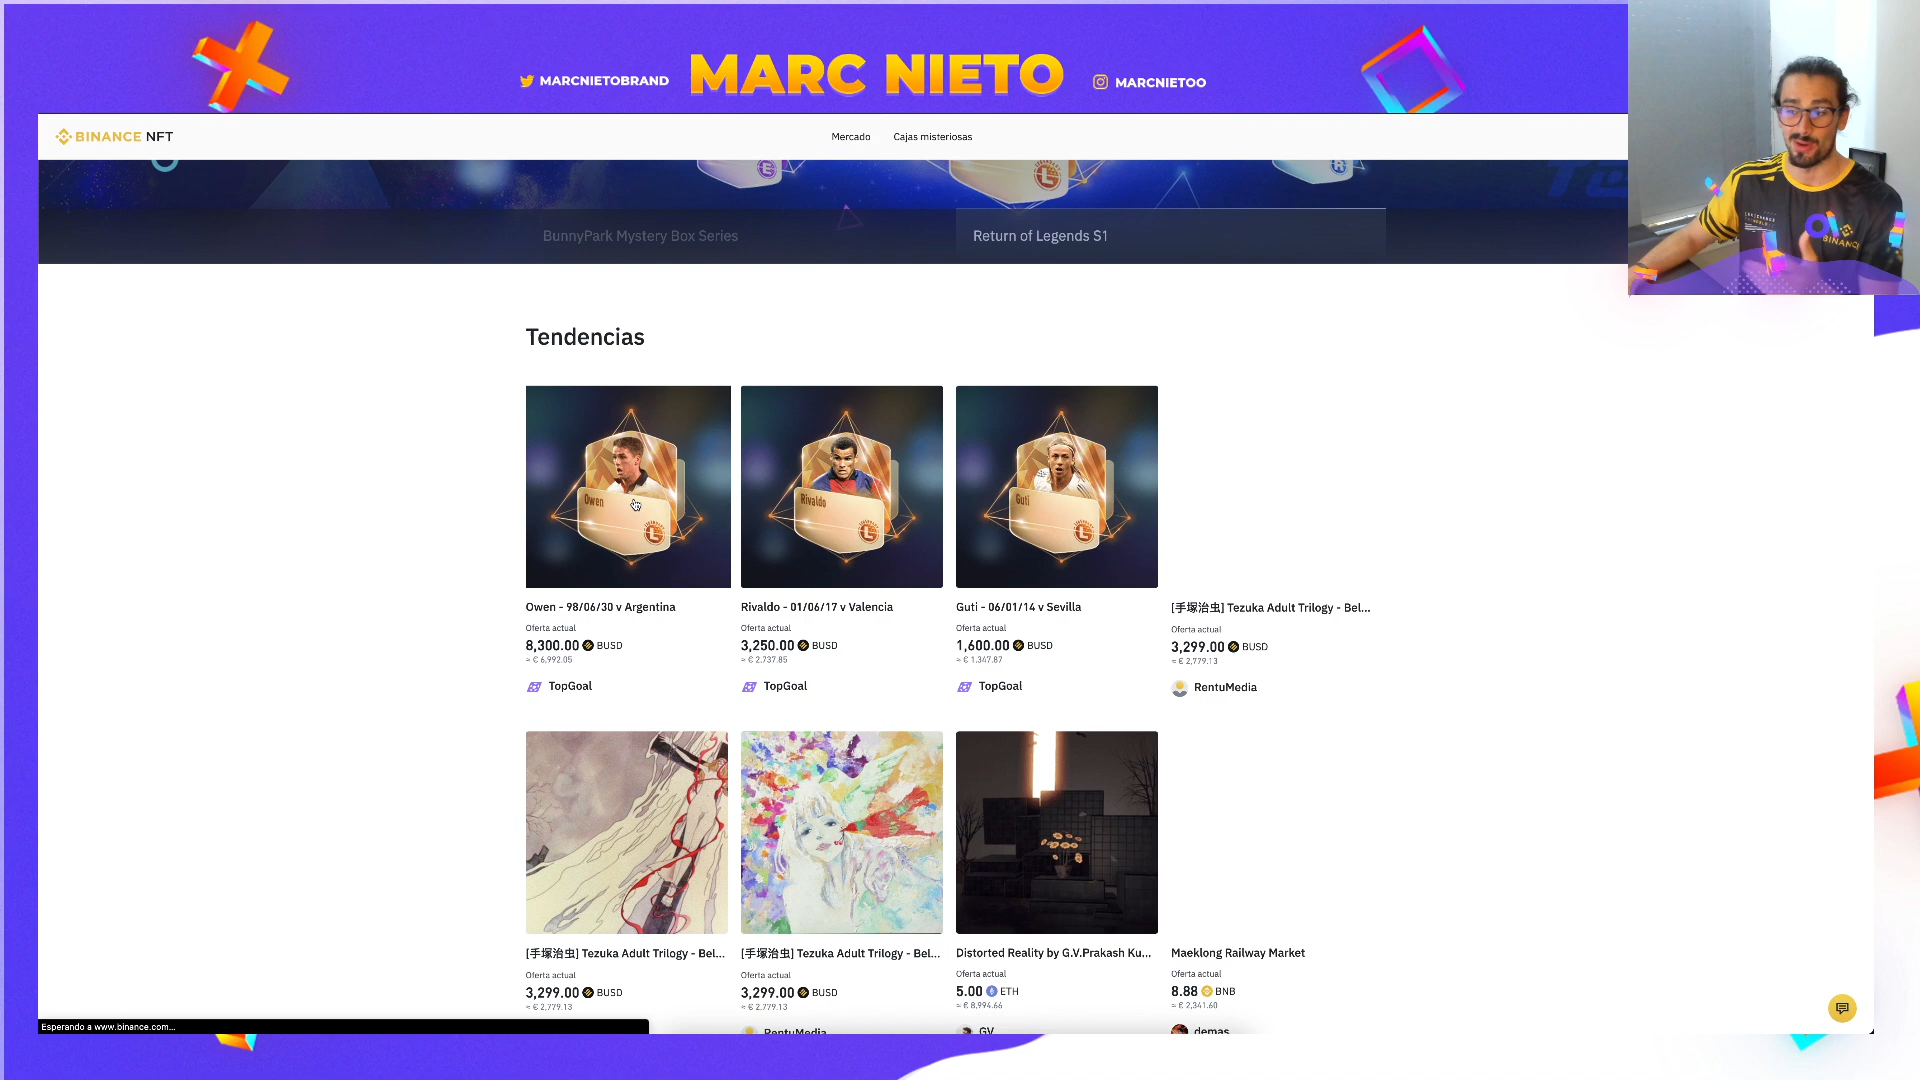 MARCNIETOBRAND
MARC NIETO
MARCNIETOO
BINANCE NFT
Mercado
Cajas misteriosas
E
L
R
BunnyPark Mystery Box Series
Return of Legends S1
BINANCE
Tendencias
Owen
Rivaldo
Guti
Owen - 98/06/30 v Argentina
Oferta actual
8,300.00 BUSD
≈ € 6,992.05
TopGoal
Rivaldo - 01/06/17 v Valencia
Oferta actual
3,250.00 BUSD
≈ € 2,737.85
TopGoal
Guti - 06/01/14 v Sevilla
Oferta actual
1,600.00 BUSD
≈ € 1,347.87
TopGoal
[手塚治虫] Tezuka Adult Trilogy - Bel...
Oferta actual
3,299.00 BUSD
≈ € 2,779.13
RentuMedia
[手塚治虫] Tezuka Adult Trilogy - Bel...
Oferta actual
3,299.00 BUSD
≈ € 2,779.13
[手塚治虫] Tezuka Adult Trilogy - Bel...
Oferta actual
3,299.00 BUSD
≈ € 2,779.13
RentuMedia
Distorted Reality by G.V.Prakash Ku...
Oferta actual
5.00 ETH
≈ € 8,994.66
GV
Maeklong Railway Market
Oferta actual
8.88 BNB
≈ € 2,341.60
demas
Esperando a www.binance.com...